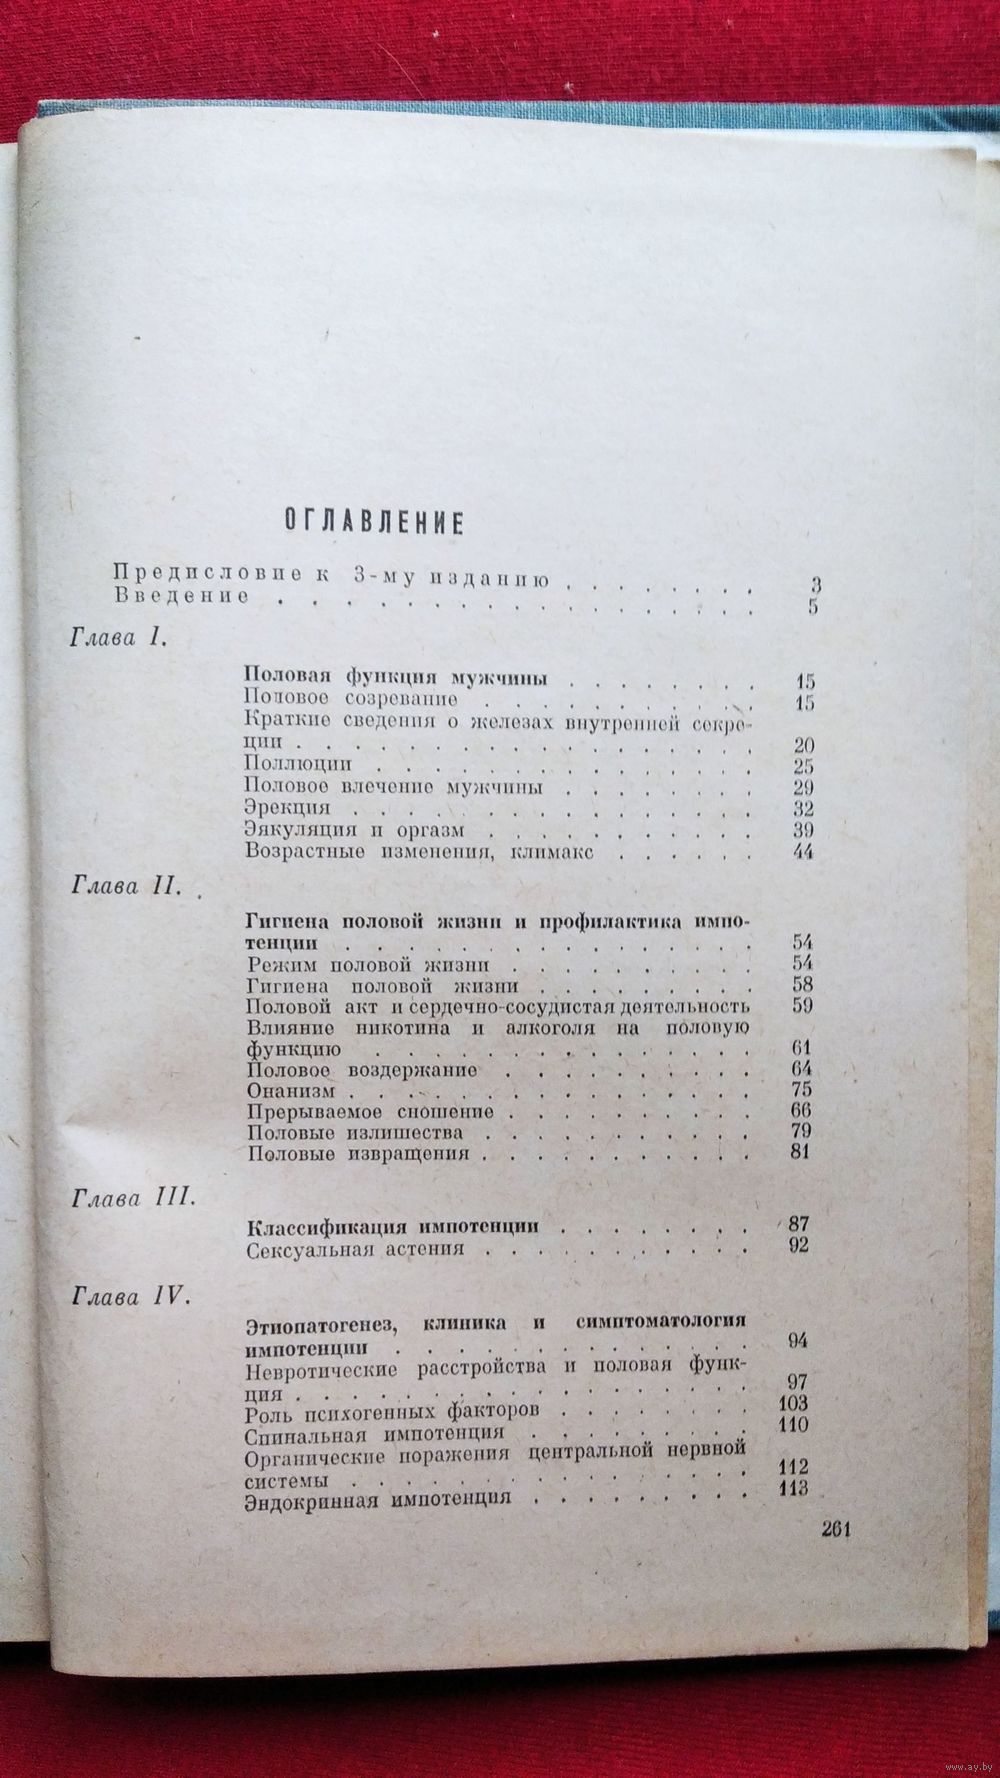 ОГЛАВЛЕНИЕ
Предисловие к 3-му изданию . . . . . . . . 3
Введение . . . . . . . . . . . . . . . . 5
Глава I.
Половая функция мужчины . . . . . . . . 15
Половое созревание . . . . . . . . . . . 15
Краткие сведения о железах внутренней секре-
ции . . . . . . . . . . . . . . . . . 20
Поллюции . . . . . . . . . . . . . . 25
Половое влечение мужчины . . . . . . . . 29
Эрекция . . . . . . . . . . . . . . . 32
Эякуляция и оргазм . . . . . . . . . . . 39
Возрастные изменения, климакс . . . . . . 44
Глава II.
Гигиена половой жизни и профилактика импо-
тенции . . . . . . . . . . . . . . . 54
Режим половой жизни . . . . . . . . . . 54
Гигиена половой жизни . . . . . . . . . 58
Половой акт и сердечно-сосудистая деятельность 59
Влияние никотина и алкоголя на половую
функцию . . . . . . . . . . . . . . 61
Половое воздержание . . . . . . . . . . 64
Онанизм . . . . . . . . . . . . . . . 75
Прерываемое сношение . . . . . . . . . . 66
Половые излишества . . . . . . . . . . . 79
Половые извращения . . . . . . . . . . . 81
Глава III.
Классификация импотенции . . . . . . . . 87
Сексуальная астения . . . . . . . . . . . 92
Глава IV.
Этиопатогенез, клиника и симптоматология
импотенции . . . . . . . . . . . . . 94
Невротические расстройства и половая функ-
ция . . . . . . . . . . . . . . . . . 97
Роль психогенных факторов . . . . . . . . 103
Спинальная импотенция . . . . . . . . . 110
Органические поражения центральной нервной
системы . . . . . . . . . . . . . . . 112
Эндокринная импотенция . . . . . . . . . 113
261
www.ay.by